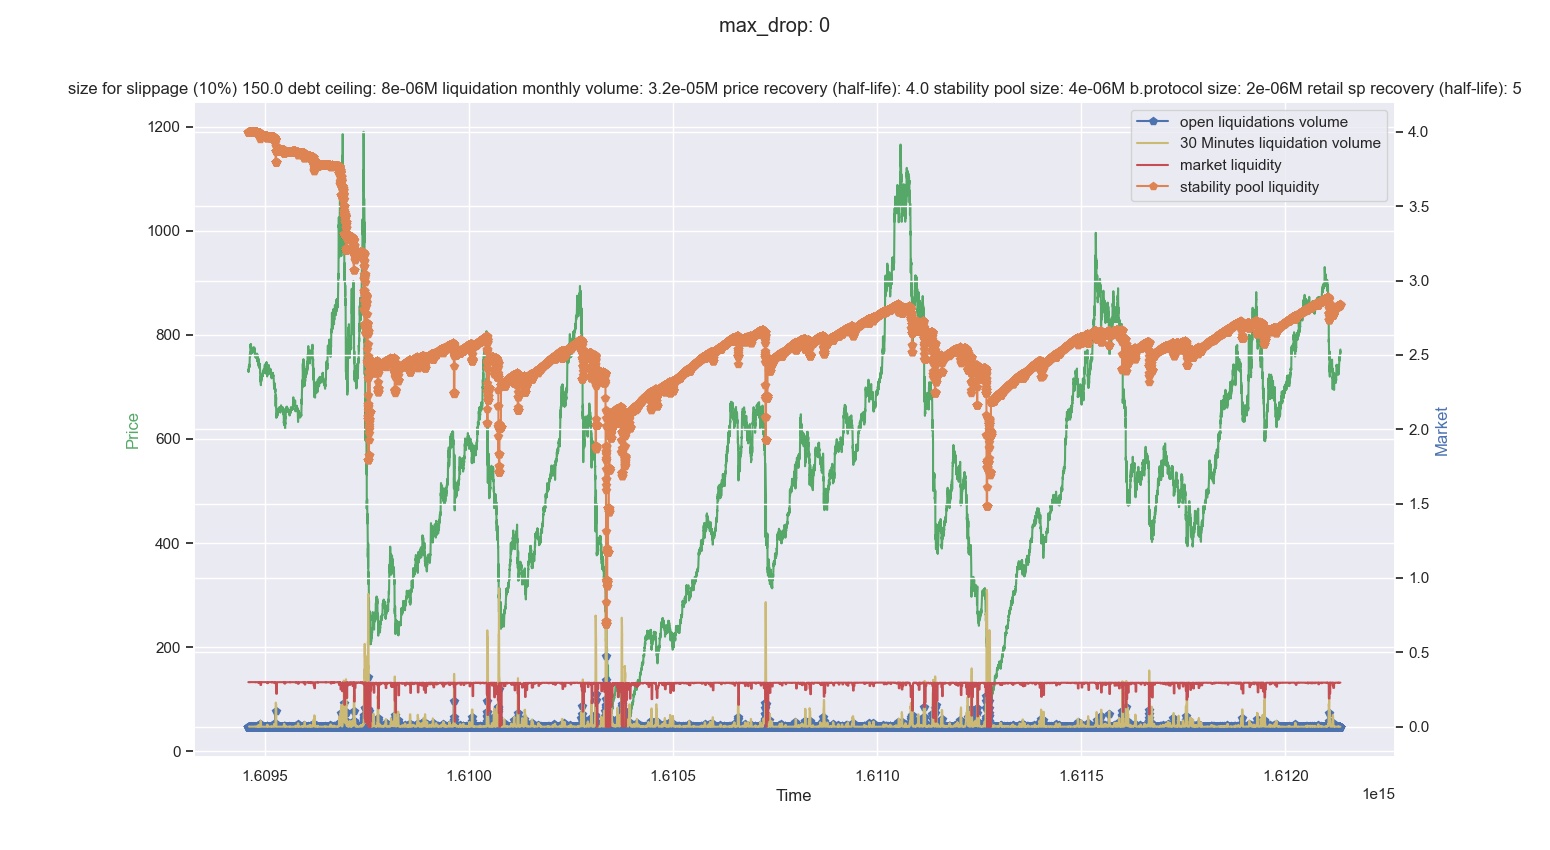 max_drop: 0
size for slippage (10%) 150.0 debt ceiling: 8e-06M liquidation monthly volume: 3.2e-05M price recovery (half-life): 4.0 stability pool size: 4e-06M b.protocol size: 2e-06M retail sp recovery (half-life): 5
open liquidations volume
30 Minutes liquidation volume
market liquidity
stability pool liquidity
1200
1000
800
600
400
200
0
Price
4.0
3.5
3.0
2.5
2.0
1.5
1.0
0.5
0.0
Market
1.6095 1.6100 1.6105 1.6110 1.6115 1.6120
Time
1e15